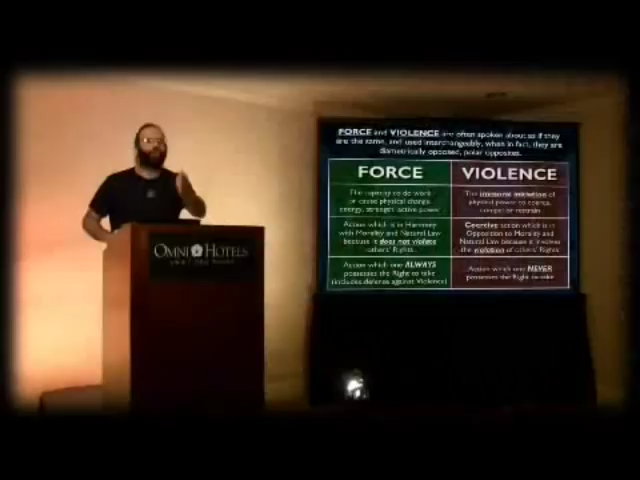 FORCE and VIOLENCE are often spoken about as if they
are the same, and used interchangeably, when in fact, they are
diametrically opposed, polar opposites.
FORCE
The capacity to do work
or cause physical change;
energy, strength, active power
Action which is in Harmony
with Morality and Natural Law
because it does not violate
others' Rights.
Action which one ALWAYS
possesses the Right to take
(includes defense against Violence)
VIOLENCE
The immoral initiation of
physical power to coerce,
compel or restrain
Coercive action which is in
Opposition to Morality and
Natural Law because it involves
the violation of others' Rights
Action which one NEVER
possesses the Right to take
OMNI HOTELS